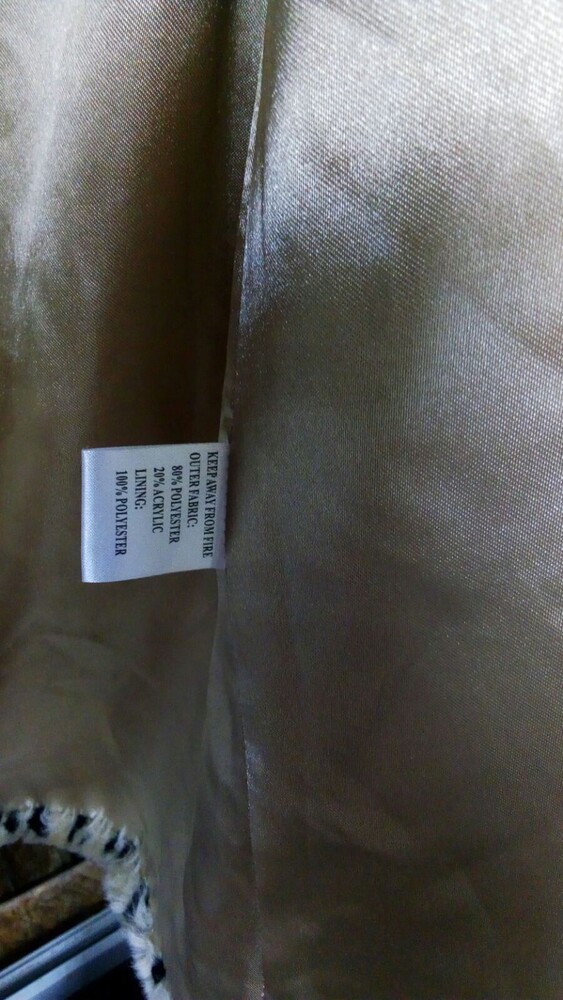 KEEP AWAY FROM FIRE
OUTER FABRIC:
80% POLYESTER
20% ACRYLIC
LINING:
100% POLYESTER